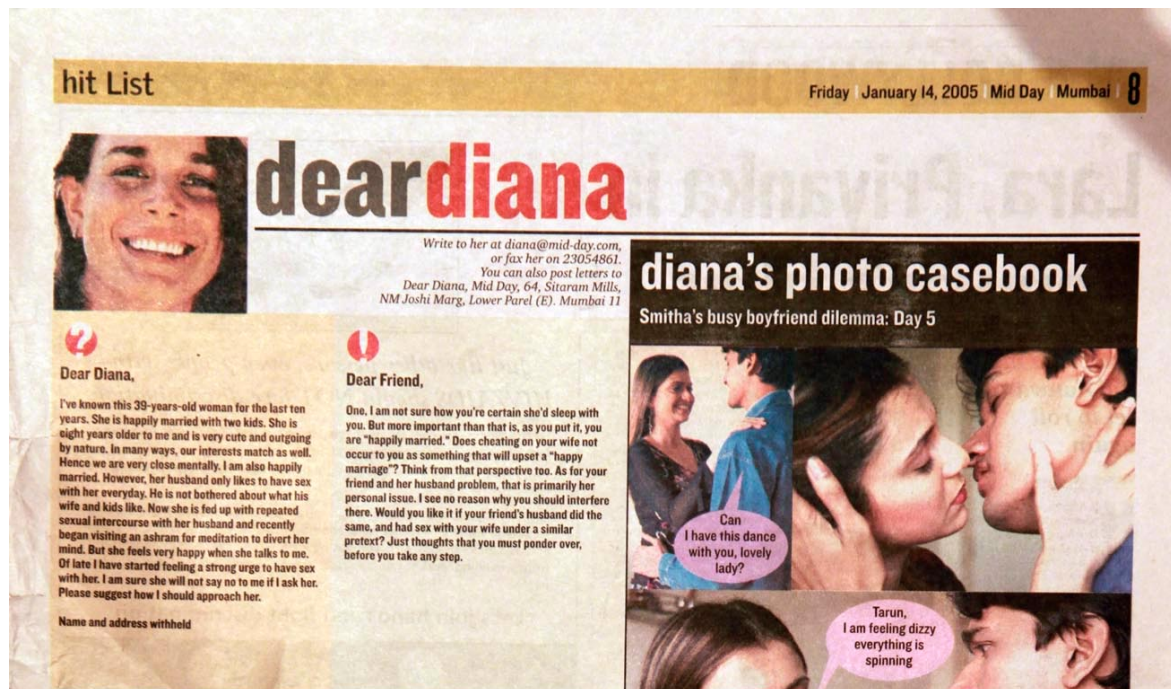 hit List
Friday January 14, 2005 Mid Day Mumbai 8
deardiana
Write to her at diana@mid-day.com,
or fax her on 23054861.
You can also post letters to
Dear Diana, Mid Day, 64, Sitaram Mills,
NM Joshi Marg, Lower Parel (E). Mumbai 11
?
Dear Diana,
I've known this 39-years-old woman for the last ten
years. She is happily married with two kids. She is
eight years older to me and is very cute and outgoing
by nature. In many ways, our interests match as well.
Hence we are very close mentally. I am also happily
married. However, her husband only likes to have sex
with her everyday. He is not bothered about what his
wife and kids like. Now she is fed up with repeated
sexual intercourse with her husband and recently
began visiting an ashram for meditation to divert her
mind. But she feels very happy when she talks to me.
Of late I have started feeling a strong urge to have sex
with her. I am sure she will not say no to me if I ask her.
Please suggest how I should approach her.
Name and address withheld
!
Dear Friend,
One, I am not sure how you're certain she'd sleep with
you. But more important than that is, as you put it, you
are "happily married." Does cheating on your wife not
occur to you as something that will upset a "happy
marriage"? Think from that perspective too. As for your
friend and her husband problem, that is primarily her
personal issue. I see no reason why you should interfere
there. Would you like it if your friend's husband did the
same, and had sex with your wife under a similar
pretext? Just thoughts that you must ponder over,
before you take any step.
diana's photo casebook
Smitha's busy boyfriend dilemma: Day 5
Can
I have this dance
with you, lovely
lady?
Tarun,
I am feeling dizzy
everything is
spinning